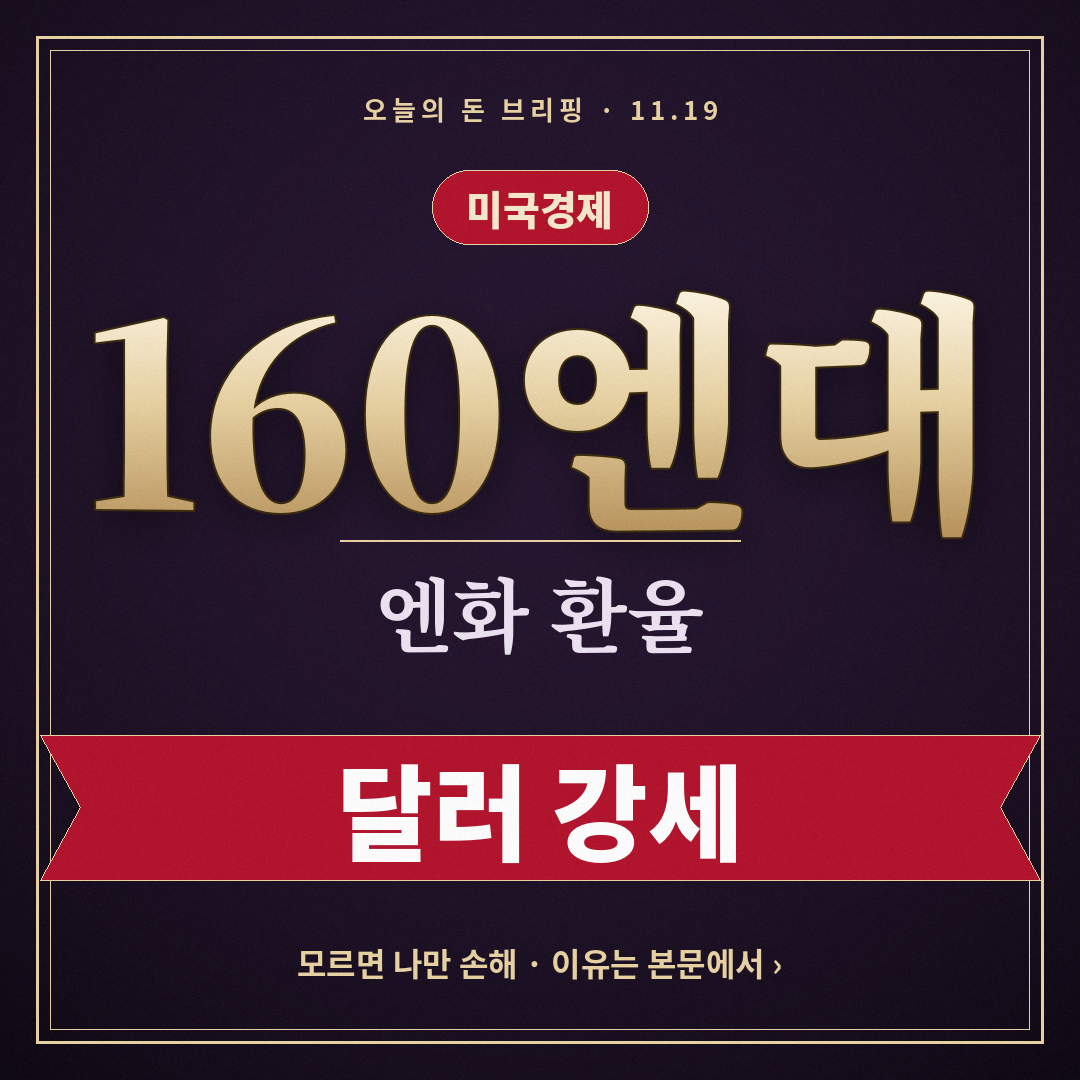 오늘의 돈 브리핑 · 11.19
미국경제
160엔대
엔화 환율
달러 강세
모르면 나만 손해 · 이유는 본문에서 ›